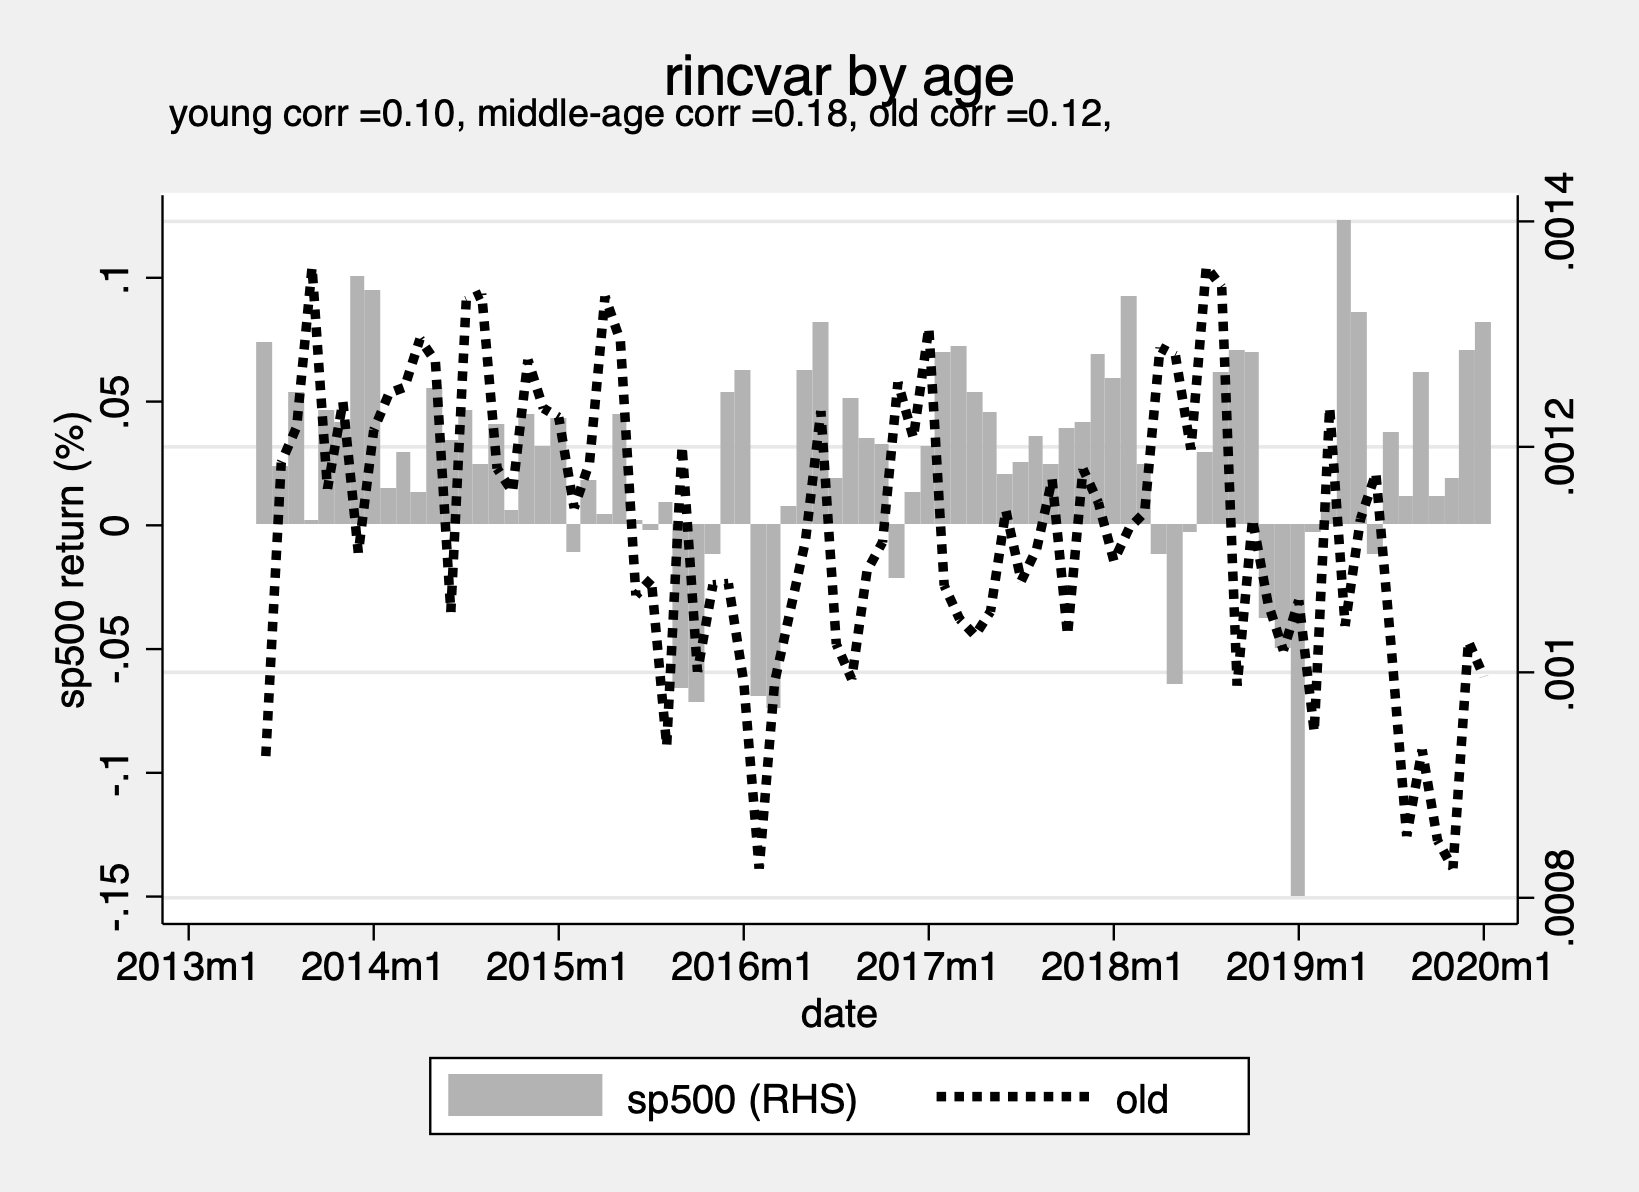 rincvar by age
young corr =0.10, middle-age corr =0.18, old corr =0.12,
sp500 return (%)
.1
.05
0
-.05
-.1
-.15
.0014
.0012
.001
.0008
2013m1 2014m1 2015m1 2016m1 2017m1 2018m1 2019m1 2020m1
date
sp500 (RHS) old